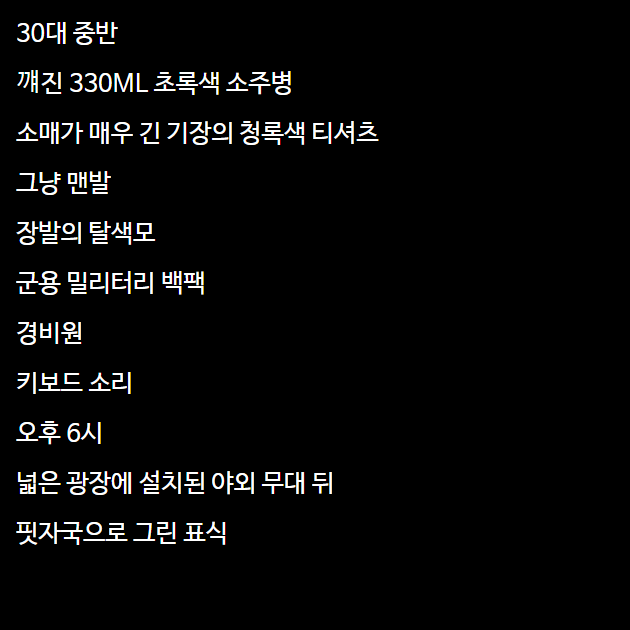 30대 중반
꺠진 330ML 초록색 소주병
소매가 매우 긴 기장의 청록색 티셔츠
그냥 맨발
장발의 탈색모
군용 밀리터리 백팩
경비원
키보드 소리
오후 6시
넓은 광장에 설치된 야외 무대 뒤
핏자국으로 그린 표식